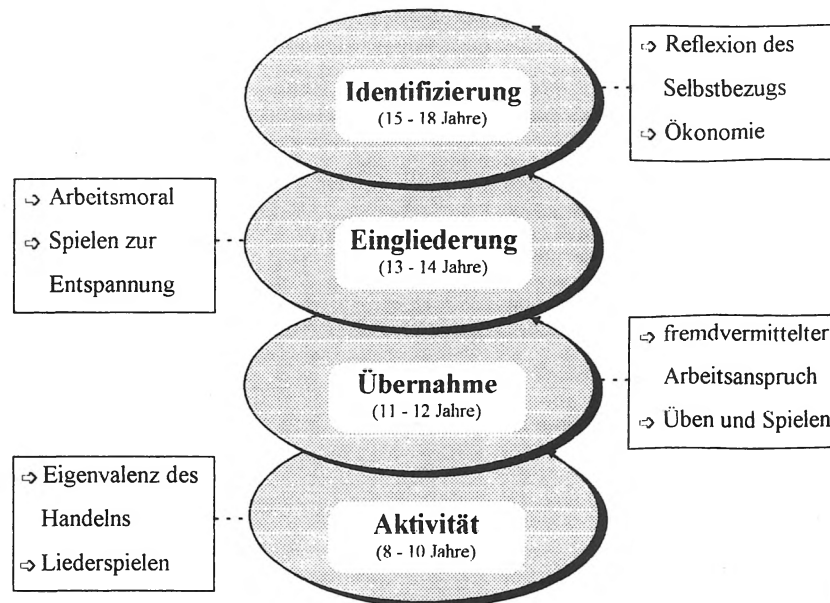 Identifizierung
(15 - 18 Jahre)
⇨ Reflexion des
Selbstbezugs
⇨ Ökonomie
⇨ Arbeitsmoral
⇨ Spielen zur
Entspannung
Eingliederung
(13 - 14 Jahre)
Übernahme
(11 - 12 Jahre)
⇨ fremdvermittelter
Arbeitsanspruch
⇨ Üben und Spielen
⇨ Eigenvalenz des
Handelns
⇨ Liederspielen
Aktivität
(8 - 10 Jahre)